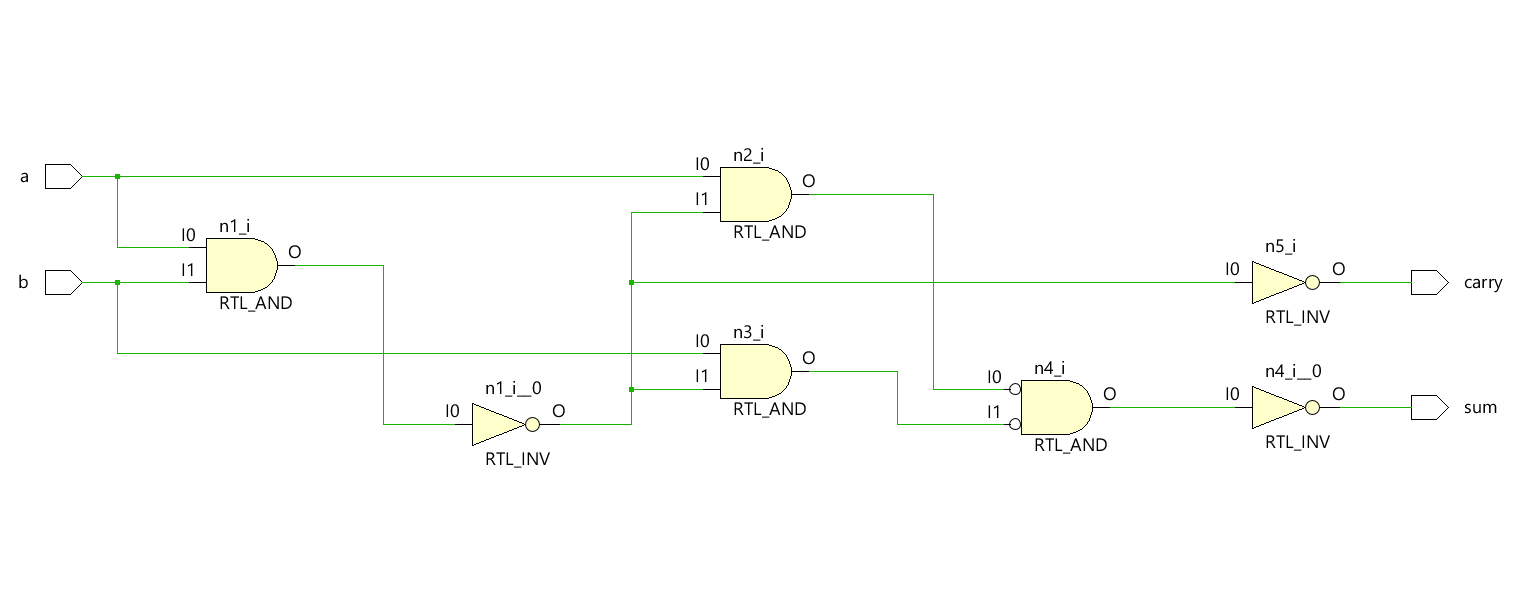 a
b
I0
I1
n1_i
O
RTL_AND
I0
n1_i__0
O
RTL_INV
I0
I1
n2_i
O
RTL_AND
I0
I1
n3_i
O
RTL_AND
I0
I1
n4_i
O
RTL_AND
I0
n5_i
O
RTL_INV
carry
I0
n4_i__0
O
RTL_INV
sum